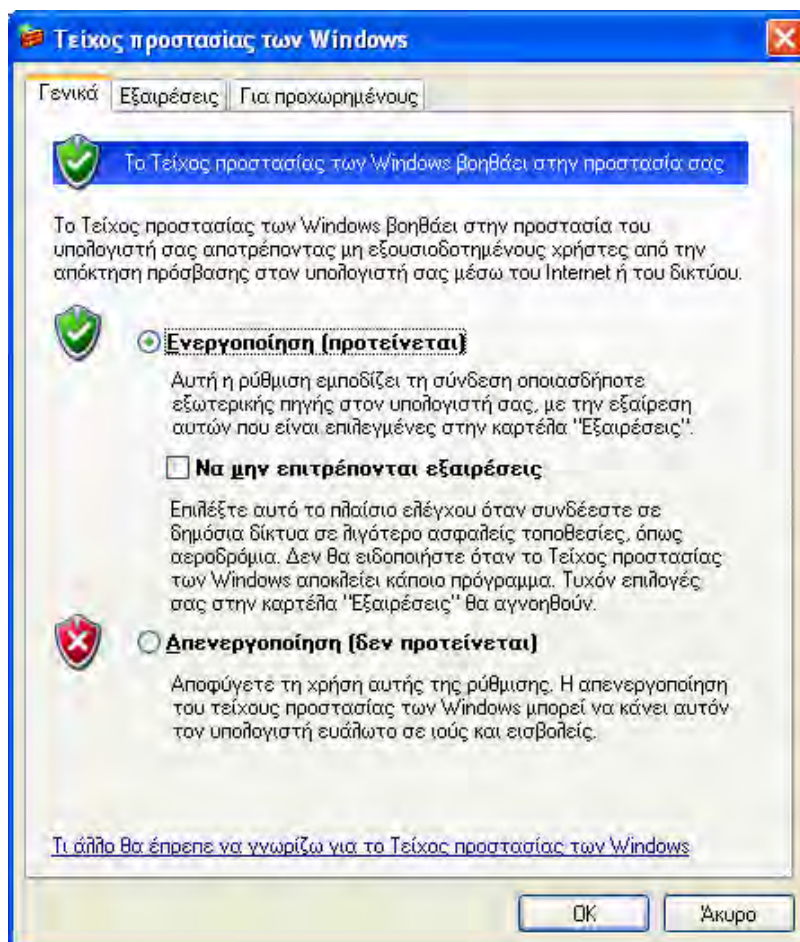 Τείχος προστασίας των Windows
Γενικά Εξαιρέσεις Για προχωρημένους
Το Τείχος προστασίας των Windows βοηθάει στην προστασία σας
Το Τείχος προστασίας των Windows βοηθάει στην προστασία του
υπολογιστή σας αποτρέποντας μη εξουσιοδοτημένους χρήστες από την
απόκτηση πρόσβασης στον υπολογιστή σας μέσω του Internet ή του δικτύου.
Ενεργοποίηση (προτείνεται)
Αυτή η ρύθμιση εμποδίζει τη σύνδεση οποιασδήποτε
εξωτερικής πηγής στον υπολογιστή σας, με την εξαίρεση
αυτών που είναι επιλεγμένες στην καρτέλα "Εξαιρέσεις".
Να μην επιτρέπονται εξαιρέσεις
Επιλέξτε αυτό το πλαίσιο ελέγχου όταν συνδέεστε σε
δημόσια δίκτυα σε λιγότερο ασφαλείς τοποθεσίες, όπως
αεροδρόμια. Δεν θα ειδοποιήστε όταν το Τείχος προστασίας
των Windows αποκλείει κάποιο πρόγραμμα. Τυχόν επιλογές
σας στην καρτέλα "Εξαιρέσεις" θα αγνοηθούν.
Απενεργοποίηση (δεν προτείνεται)
Αποφύγετε τη χρήση αυτής της ρύθμισης. Η απενεργοποίηση
του τείχους προστασίας των Windows μπορεί να κάνει αυτόν
τον υπολογιστή ευάλωτο σε ιούς και εισβολείς.
Τι άλλο θα έπρεπε να γνωρίζω για το Τείχος προστασίας των Windows
OK Άκυρο